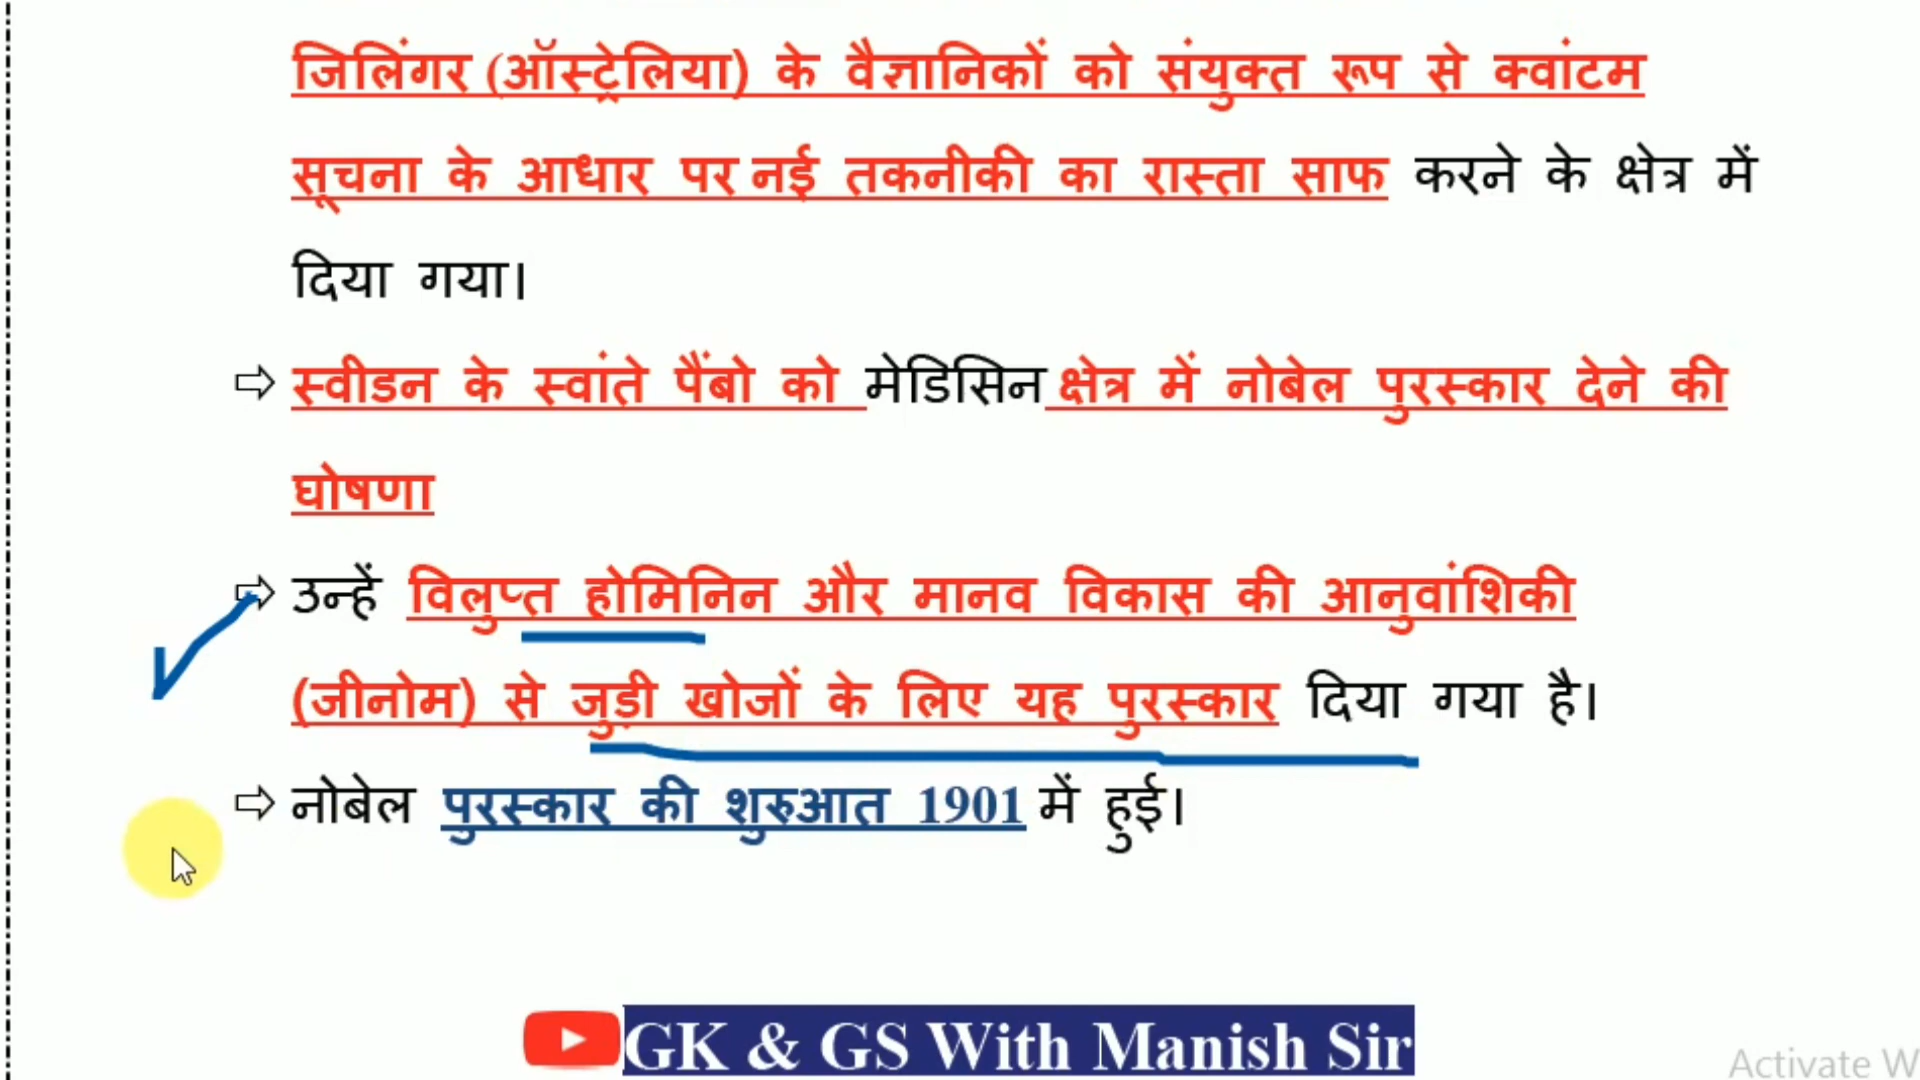 जिलिंगर (ऑस्ट्रेलिया) के वैज्ञानिकों को संयुक्त रूप से क्वांटम
सूचना के आधार पर नई तकनीकी का रास्ता साफ करने के क्षेत्र में
दिया गया।
⇨ स्वीडन के स्वांते पैंबो को मेडिसिन क्षेत्र में नोबेल पुरस्कार देने की
घोषणा
⇨ उन्हें विलुप्त होमिनिन और मानव विकास की आनुवांशिकी
(जीनोम) से जुड़ी खोजों के लिए यह पुरस्कार दिया गया है।
⇨ नोबेल पुरस्कार की शुरुआत 1901 में हुई।
GK & GS With Manish Sir
Activate W